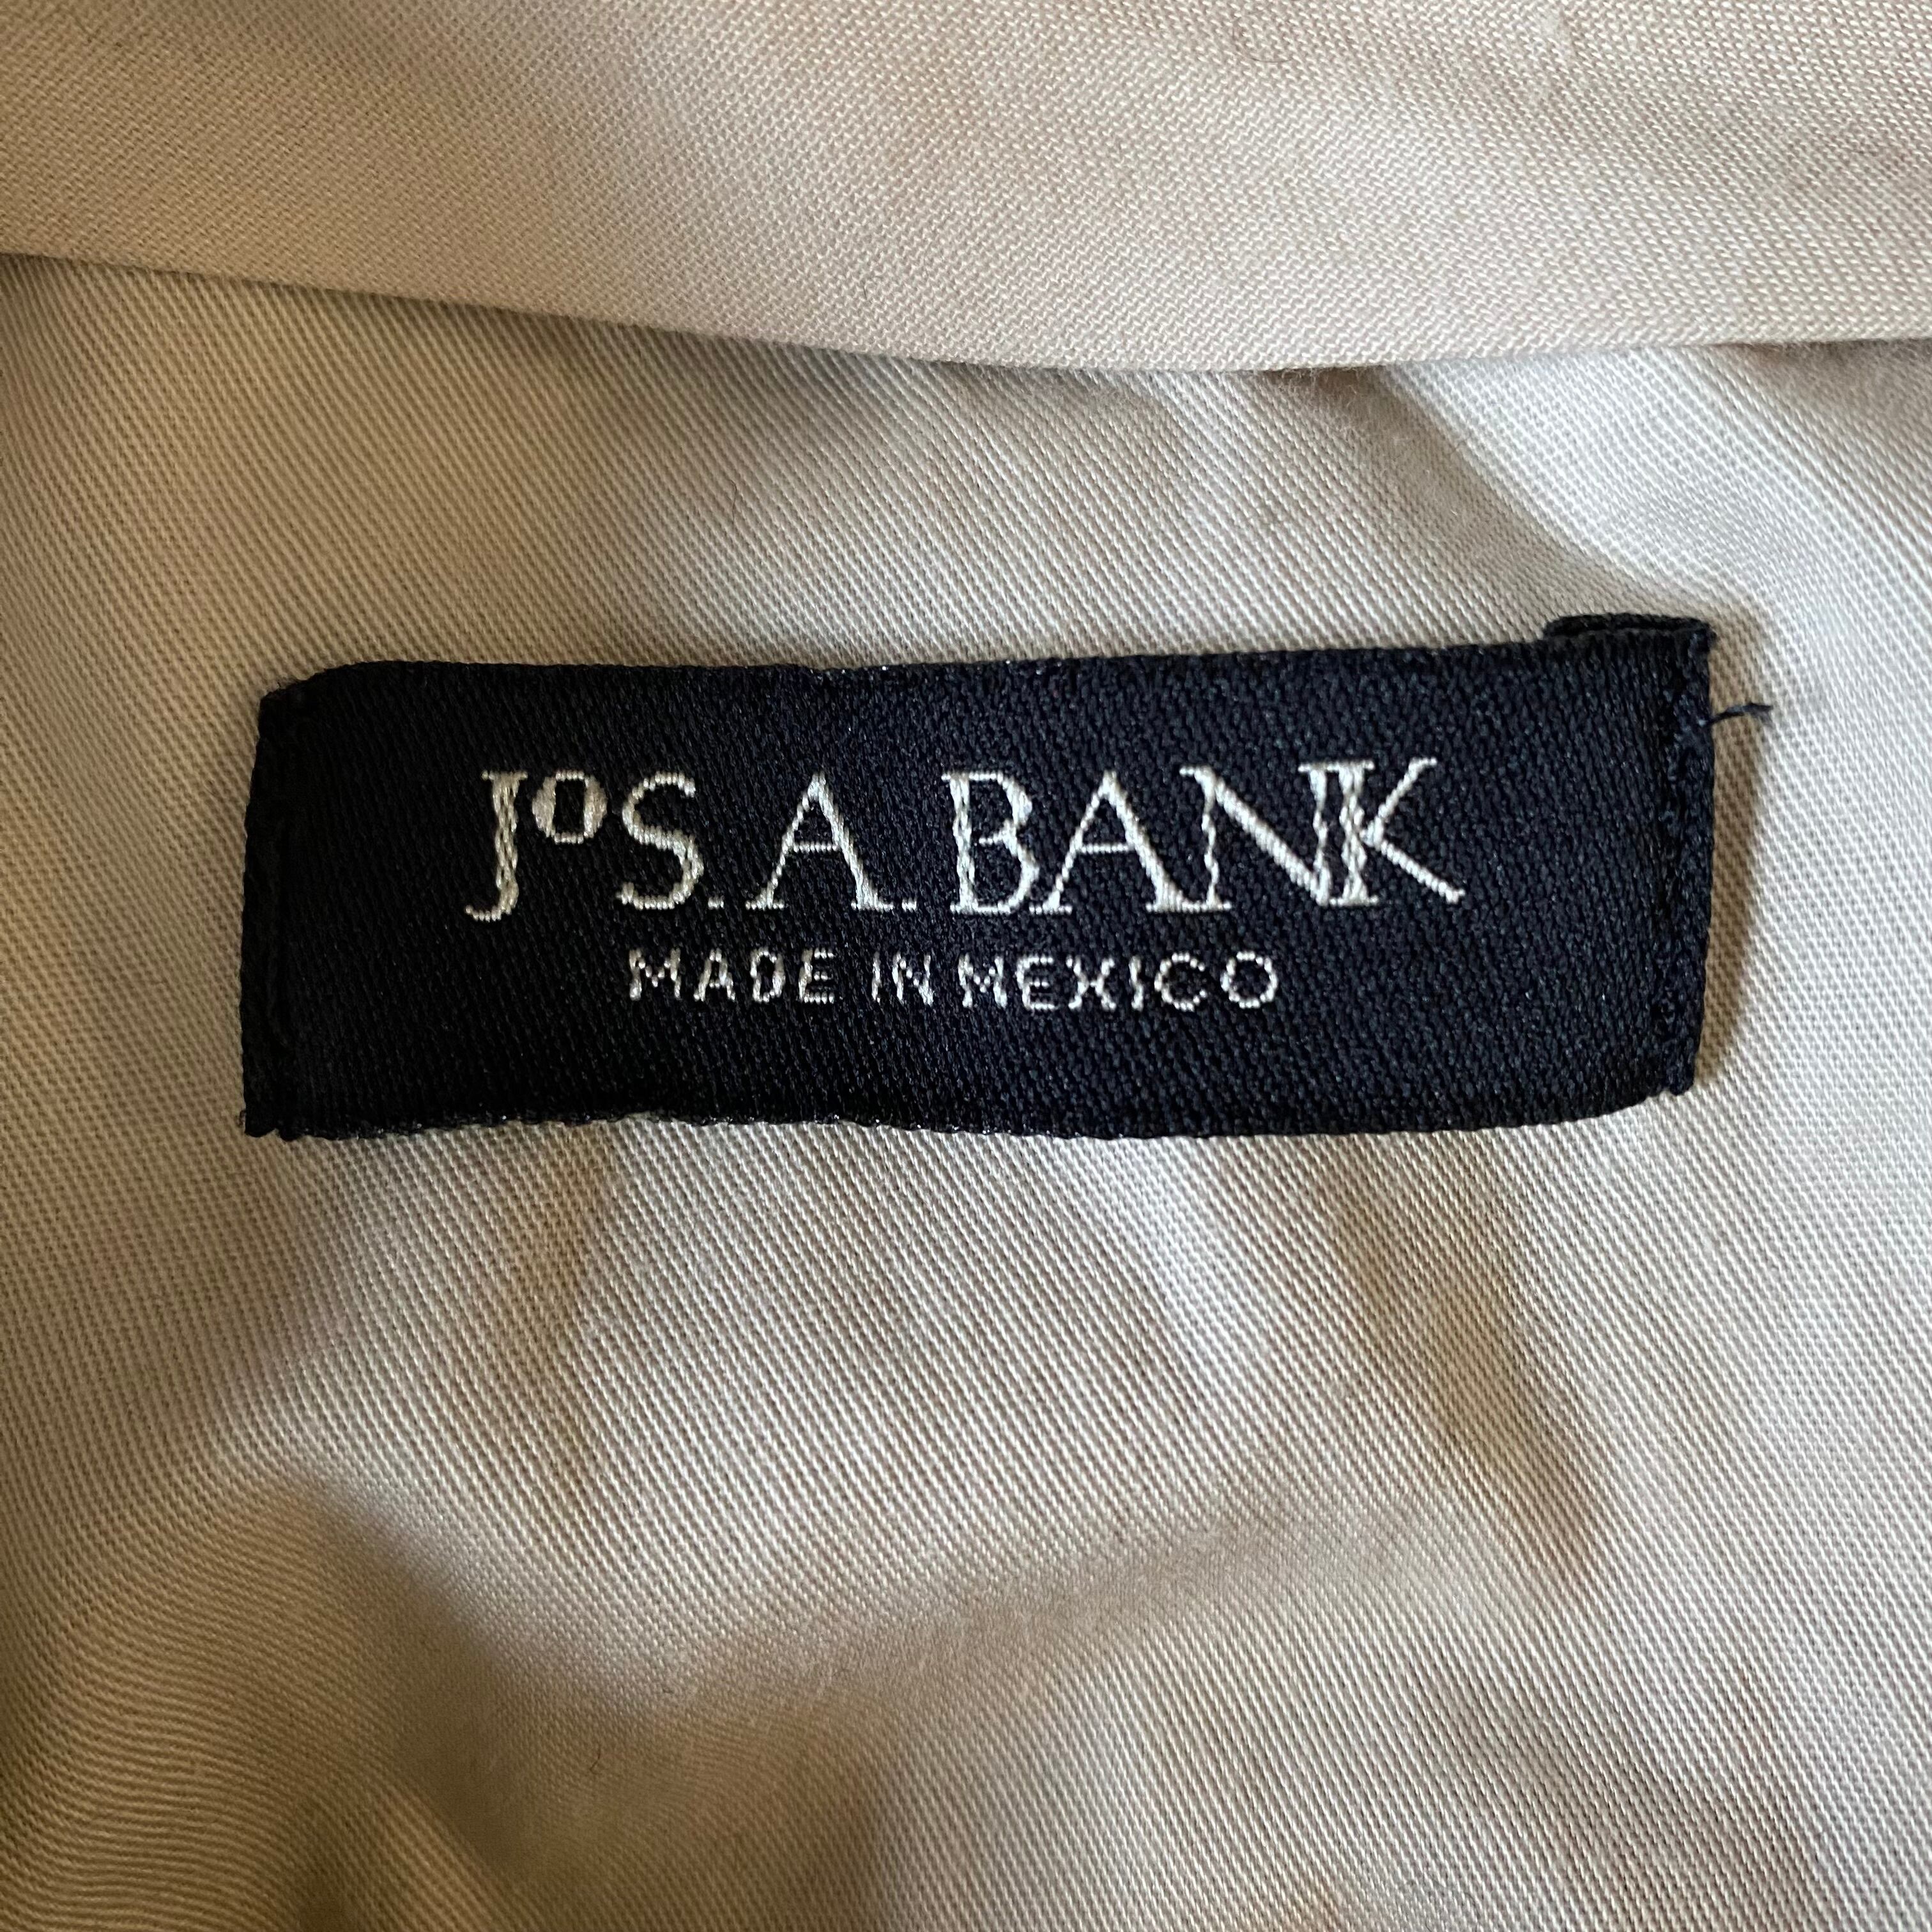 JOS. A. BANK
MADE IN MEXICO